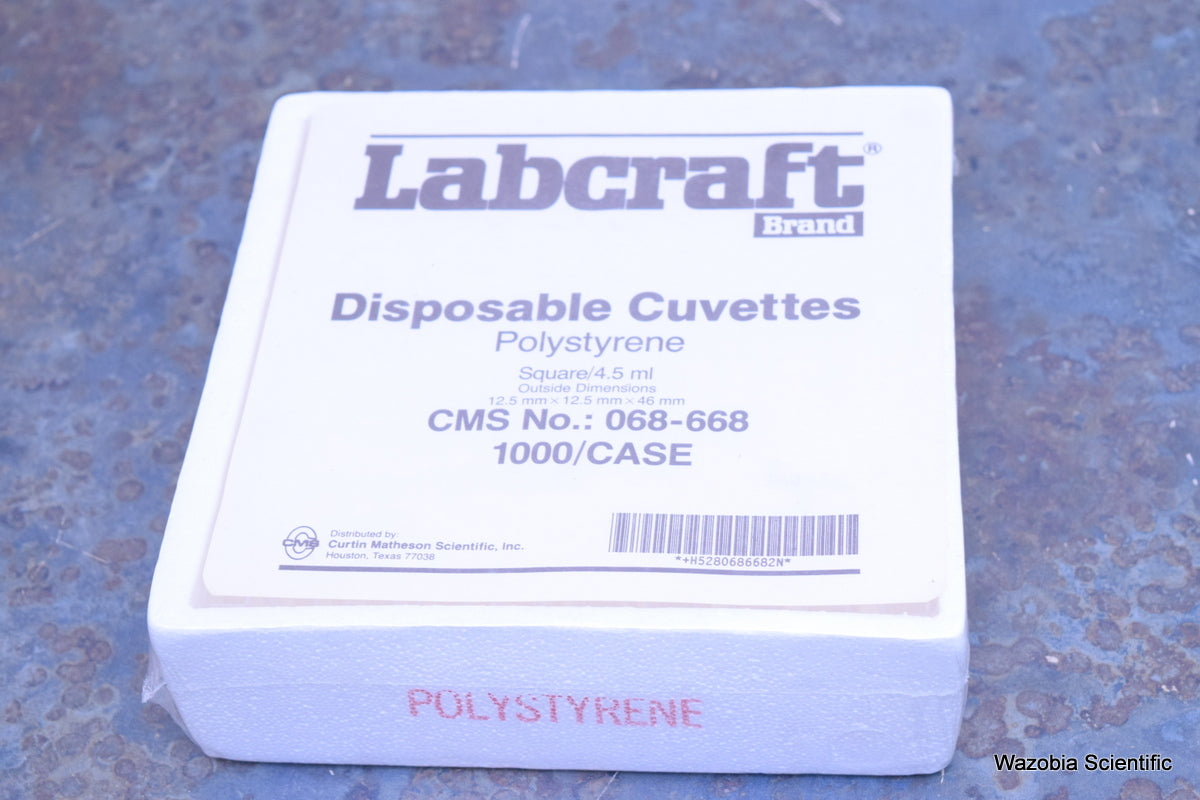 Labcraft®
Brand
Disposable Cuvettes
Polystyrene
Square/4.5 ml
Outside Dimensions
12.5 mm × 12.5 mm × 46 mm
CMS No.: 068-668
1000/CASE
CMS
Distributed by:
Curtin Matheson Scientific, Inc.
Houston, Texas 77038
*+H5280686682N*
POLYSTYRENE
Wazobia Scientific